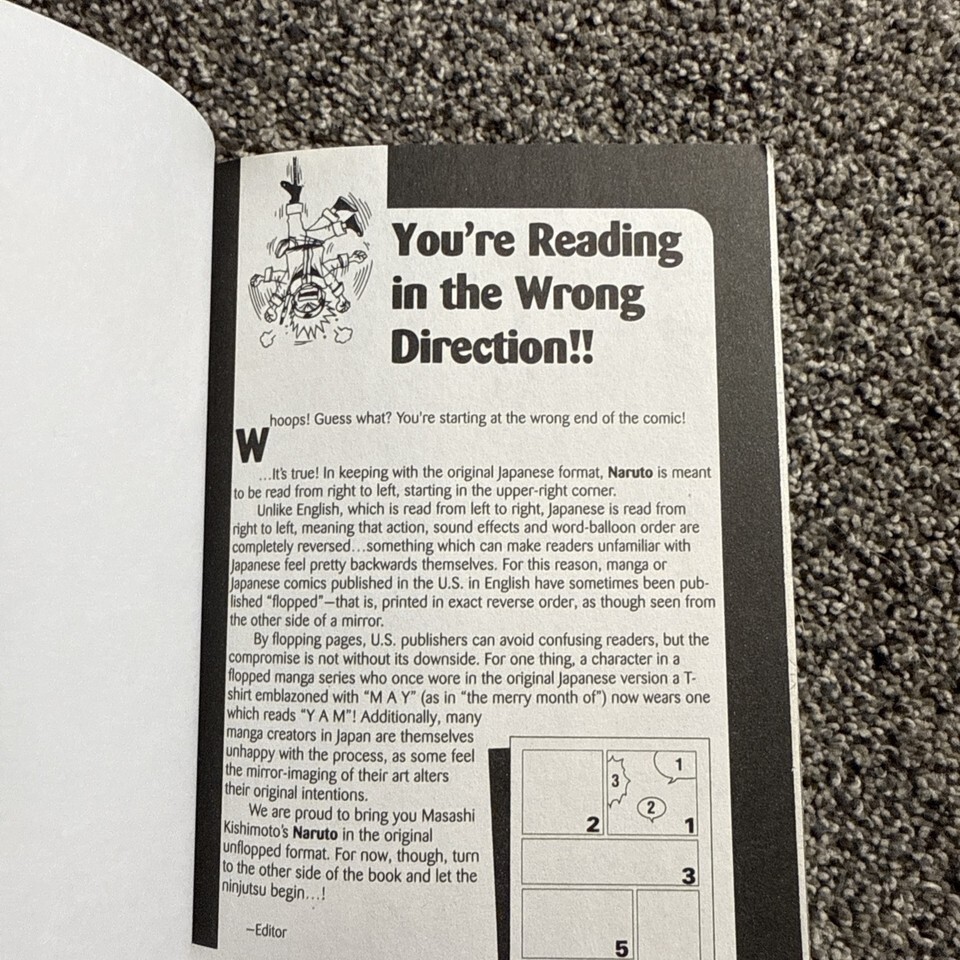 You're Reading
in the Wrong
Direction!!
Whoops! Guess what? You're starting at the wrong end of the comic!
...It's true! In keeping with the original Japanese format, Naruto is meant
to be read from right to left, starting in the upper-right corner.
Unlike English, which is read from left to right, Japanese is read from
right to left, meaning that action, sound effects and word-balloon order are
completely reversed...something which can make readers unfamiliar with
Japanese feel pretty backwards themselves. For this reason, manga or
Japanese comics published in the U.S. in English have sometimes been pub-
lished "flopped"—that is, printed in exact reverse order, as though seen from
the other side of a mirror.
By flopping pages, U.S. publishers can avoid confusing readers, but the
compromise is not without its downside. For one thing, a character in a
flopped manga series who once wore in the original Japanese version a T-
shirt emblazoned with "M A Y" (as in "the merry month of") now wears one
which reads "Y A M"! Additionally, many
manga creators in Japan are themselves
unhappy with the process, as some feel
the mirror-imaging of their art alters
their original intentions.
We are proud to bring you Masashi
Kishimoto's Naruto in the original
unflopped format. For now, though, turn
to the other side of the book and let the
ninjutsu begin...!
—Editor
1
3
2
2
1
3
5